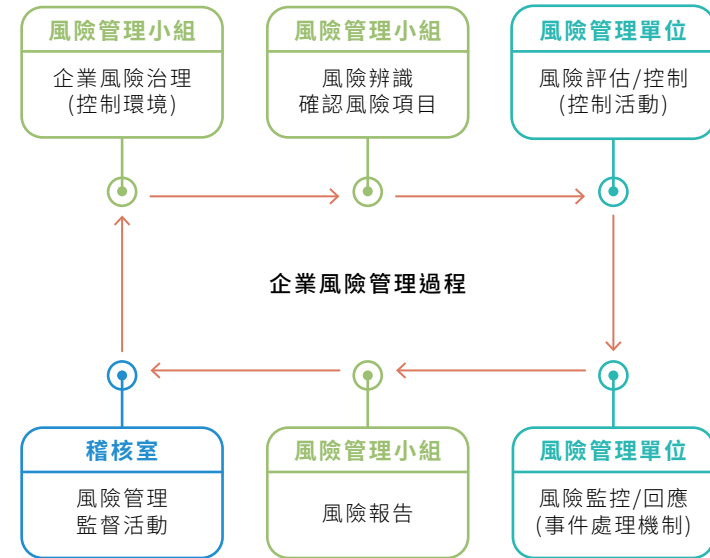 風險管理小組
企業風險治理
(控制環境)
風險管理小組
風險辨識
確認風險項目
風險管理單位
風險評估/控制
(控制活動)
企業風險管理過程
稽核室
風險管理
監督活動
風險管理小組
風險報告
風險管理單位
風險監控/回應
(事件處理機制)